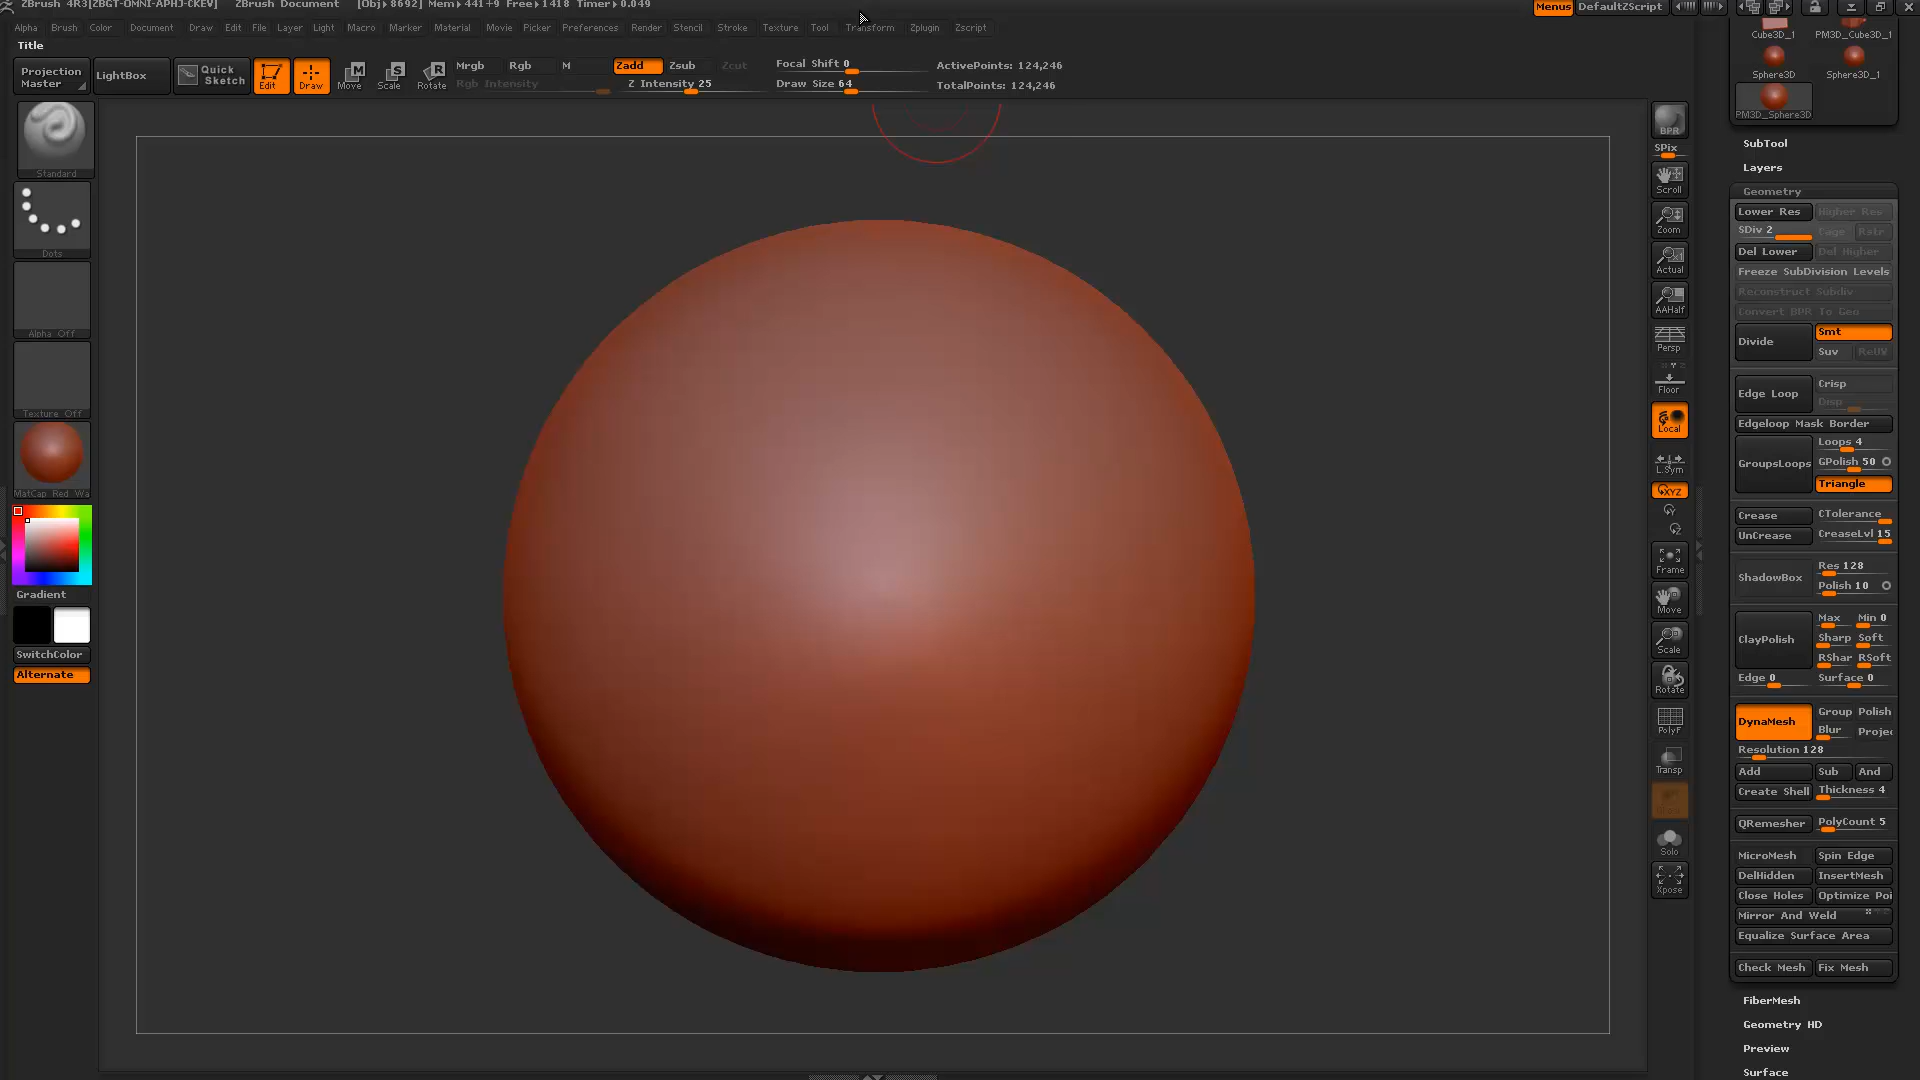 ZBrush 4R3[ZBGT-OMNI-APHJ-CKEV] ZBrush Document [Obj▸8692] Mem▸441+9 Free▸1418 Timer▸0.049 Menus DefaultZScript
Alpha Brush Color Document Draw Edit File Layer Light Macro Marker Material Movie Picker Preferences Render Stencil Stroke Texture Tool Transform Zplugin Zscript
Title
Projection Master
LightBox
Quick Sketch
Edit
Draw
Move
Scale
Rotate
Mrgb Rgb M
Rgb Intensity
Zadd Zsub Zcut
Z Intensity 25
Focal Shift 0
Draw Size 64
ActivePoints: 124,246
TotalPoints: 124,246
Standard
Dots
Alpha Off
Texture Off
MatCap Red Wa
Gradient
SwitchColor
Alternate
BPR
SPix
Scroll
Zoom
Actual
AAHalf
Persp
Floor
Local
L.Sym
XYZ
Frame
Move
Scale
Rotate
PolyF
Transp
Solo
Xpose
Cube3D_1 PM3D_Cube3D_1
Sphere3D Sphere3D_1
PM3D_Sphere3D
SubTool
Layers
Geometry
Lower Res Higher Res
SDiv 2 Cage Rstr
Del Lower Del Higher
Freeze SubDivision Levels
Reconstruct Subdiv
Convert BPR To Geo
Divide Smt
Suv ReUV
Edge Loop Crisp
Disp
Edgeloop Mask Border
GroupsLoops Loops 4
GPolish 50
Triangle
Crease CTolerance
UnCrease CreaseLvl 15
ShadowBox Res 128
Polish 10
ClayPolish Max Min 0
Sharp Soft
RShar RSoft
Edge 0 Surface 0
DynaMesh Group Polish
Blur Projec
Resolution 128
Add Sub And
Create Shell Thickness 4
QRemesher PolyCount 5
MicroMesh Spin Edge
DelHidden InsertMesh
Close Holes Optimize Poi
Mirror And Weld
Equalize Surface Area
Check Mesh Fix Mesh
FiberMesh
Geometry HD
Preview
Surface